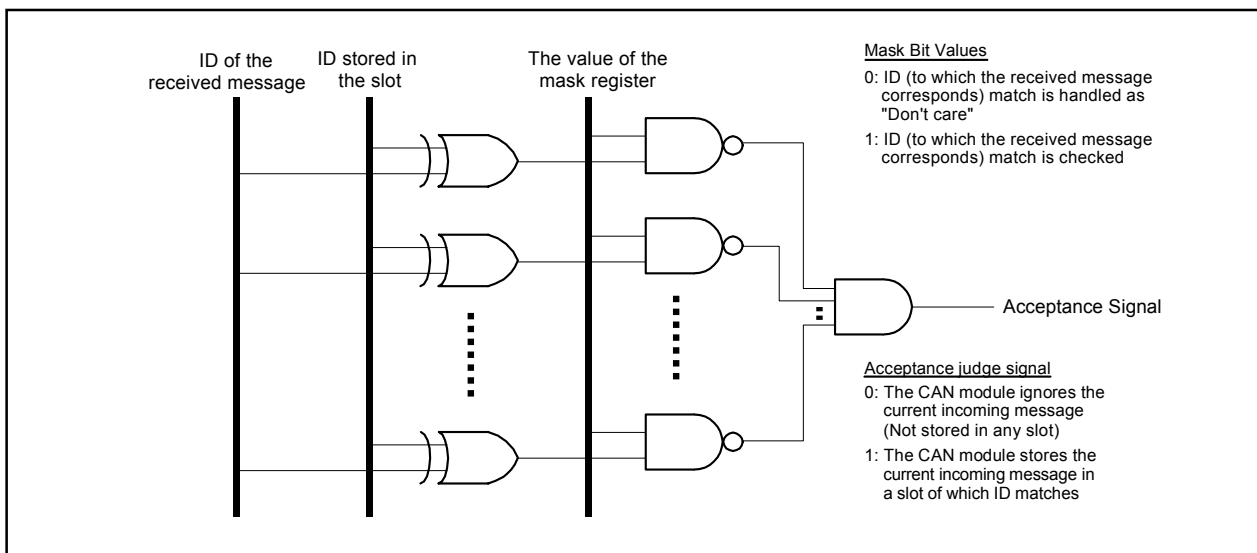 ID of the
received message
ID stored in
the slot
The value of the
mask register
Mask Bit Values
0: ID (to which the received message
corresponds) match is handled as
"Don't care"
1: ID (to which the received message
corresponds) match is checked
Acceptance Signal
Acceptance judge signal
0: The CAN module ignores the
current incoming message
(Not stored in any slot)
1: The CAN module stores the
current incoming message in
a slot of which ID matches